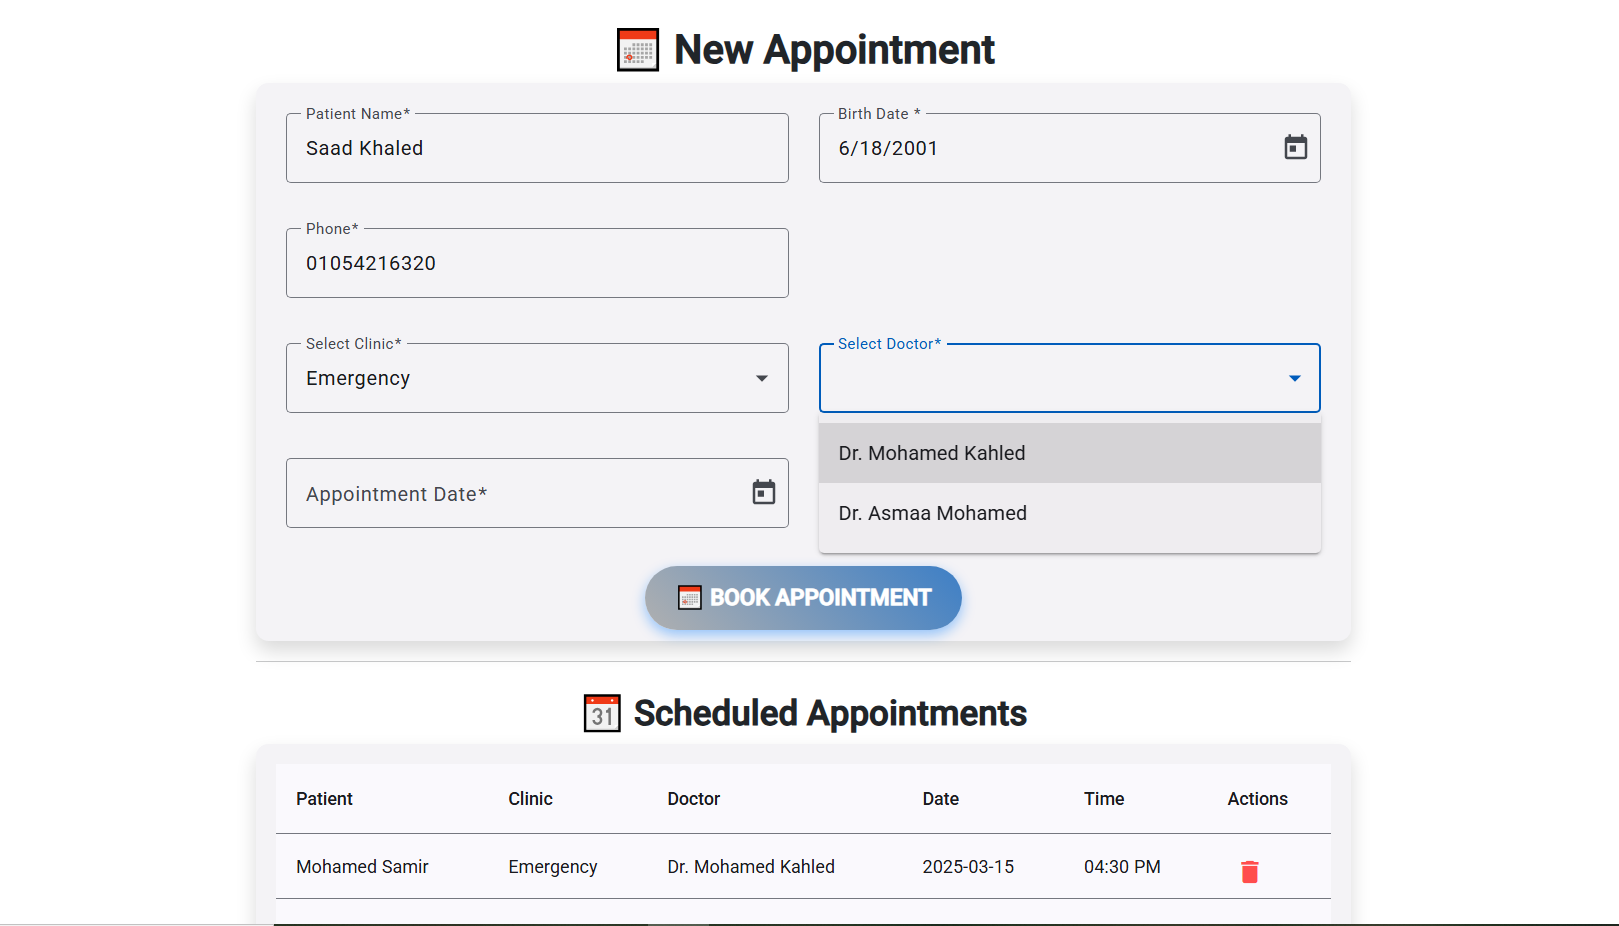 New Appointment
Patient Name*
Saad Khaled
Birth Date *
6/18/2001
Phone*
01054216320
Select Clinic*
Emergency
Select Doctor*
Dr. Mohamed Kahled
Dr. Asmaa Mohamed
Appointment Date*
BOOK APPOINTMENT
31 Scheduled Appointments
Patient Clinic Doctor Date Time Actions
Mohamed Samir Emergency Dr. Mohamed Kahled 2025-03-15 04:30 PM